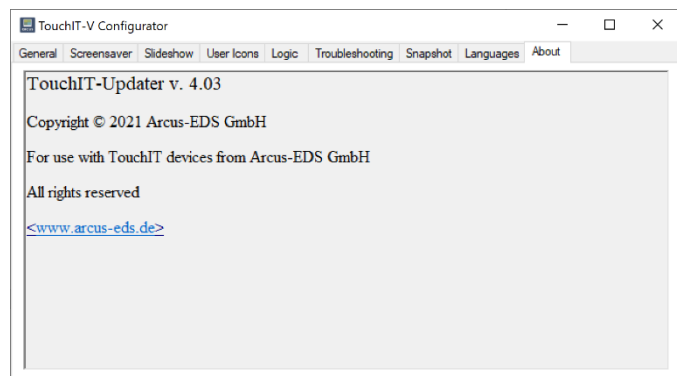 TouchIT-V Configurator
General Screensaver Slideshow User Icons Logic Troubleshooting Snapshot Languages About
TouchIT-Updater v. 4.03
Copyright © 2021 Arcus-EDS GmbH
For use with TouchIT devices from Arcus-EDS GmbH
All rights reserved
<www.arcus-eds.de>